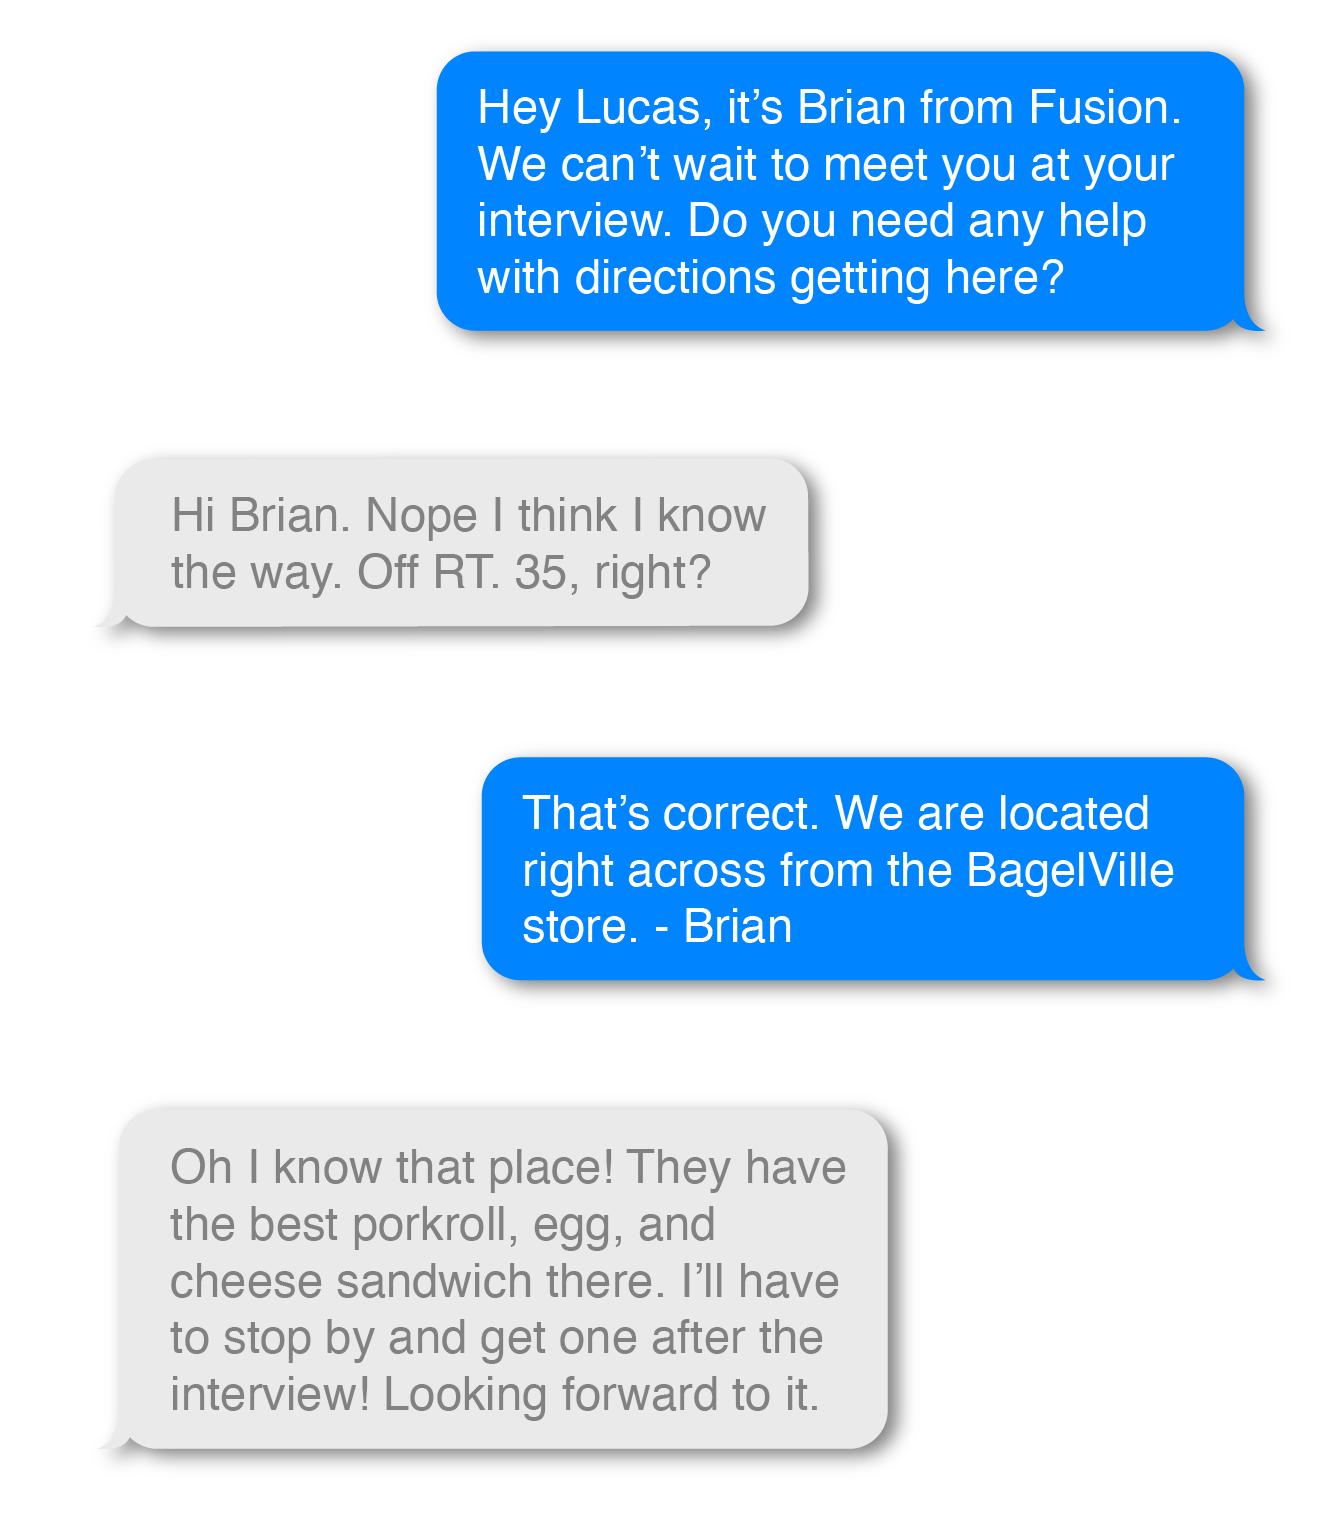 Hey Lucas, it’s Brian from Fusion.
We can’t wait to meet you at your
interview. Do you need any help
with directions getting here?
Hi Brian. Nope I think I know
the way. Off RT. 35, right?
That’s correct. We are located
right across from the BagelVille
store. - Brian
Oh I know that place! They have
the best porkroll, egg, and
cheese sandwich there. I’ll have
to stop by and get one after the
interview! Looking forward to it.